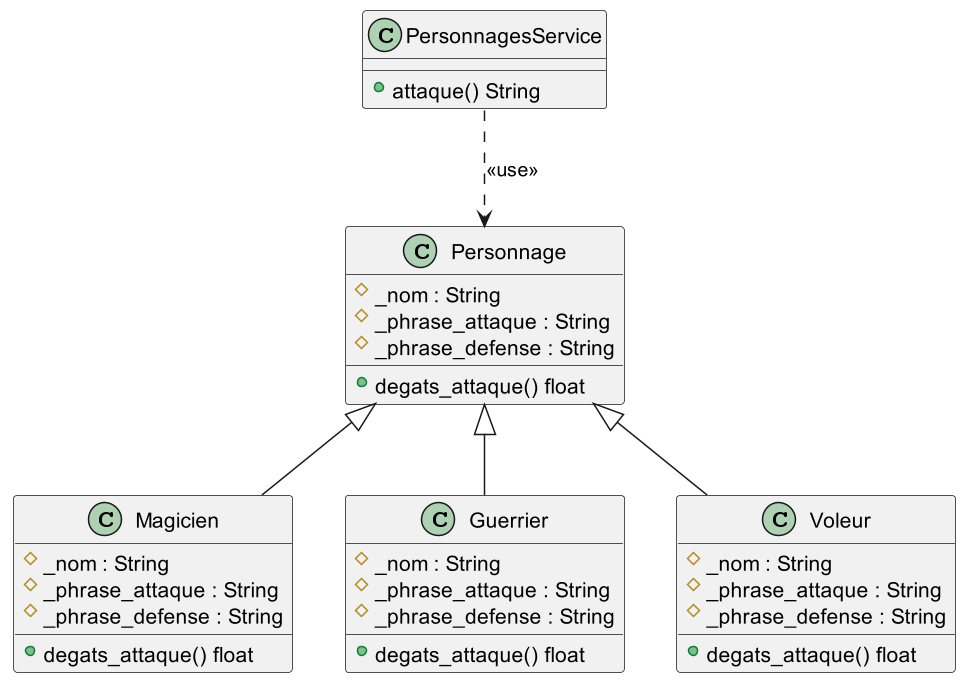 C PersonnagesService
attaque() String
«use»
C Personnage
_nom : String
_phrase_attaque : String
_phrase_defense : String
degats_attaque() float
C Magicien
_nom : String
_phrase_attaque : String
_phrase_defense : String
degats_attaque() float
C Guerrier
_nom : String
_phrase_attaque : String
_phrase_defense : String
degats_attaque() float
C Voleur
_nom : String
_phrase_attaque : String
_phrase_defense : String
degats_attaque() float